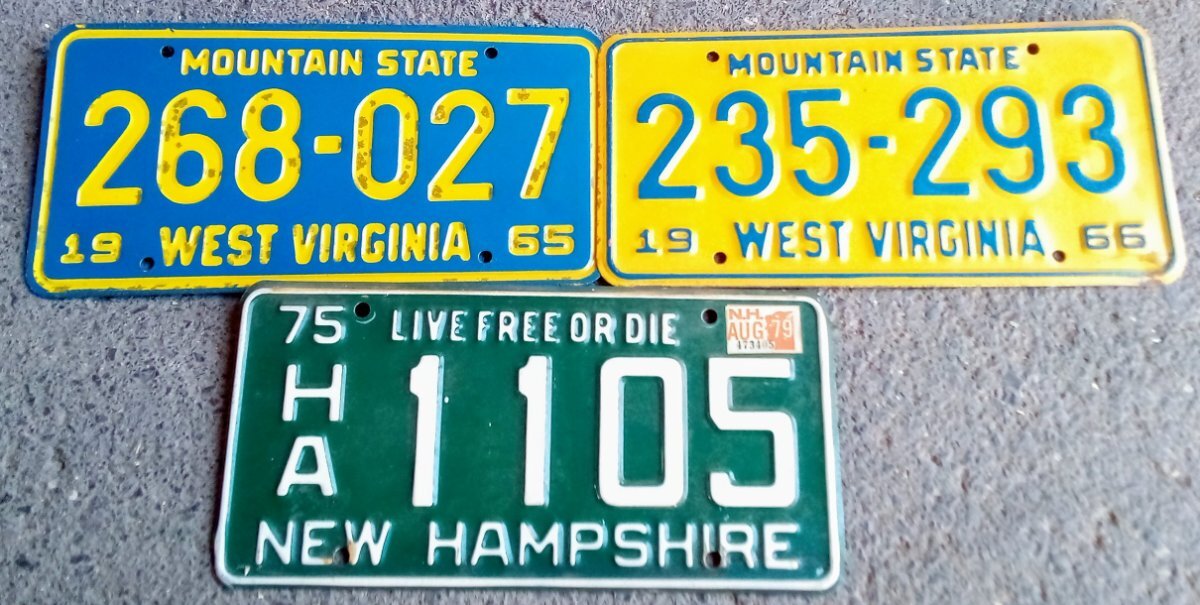 MOUNTAIN STATE
268-027
19 WEST VIRGINIA 65
MOUNTAIN STATE
235-293
19 WEST VIRGINIA 66
75 LIVE FREE OR DIE
N.H.
AUG 79
473405
HA 1105
NEW HAMPSHIRE